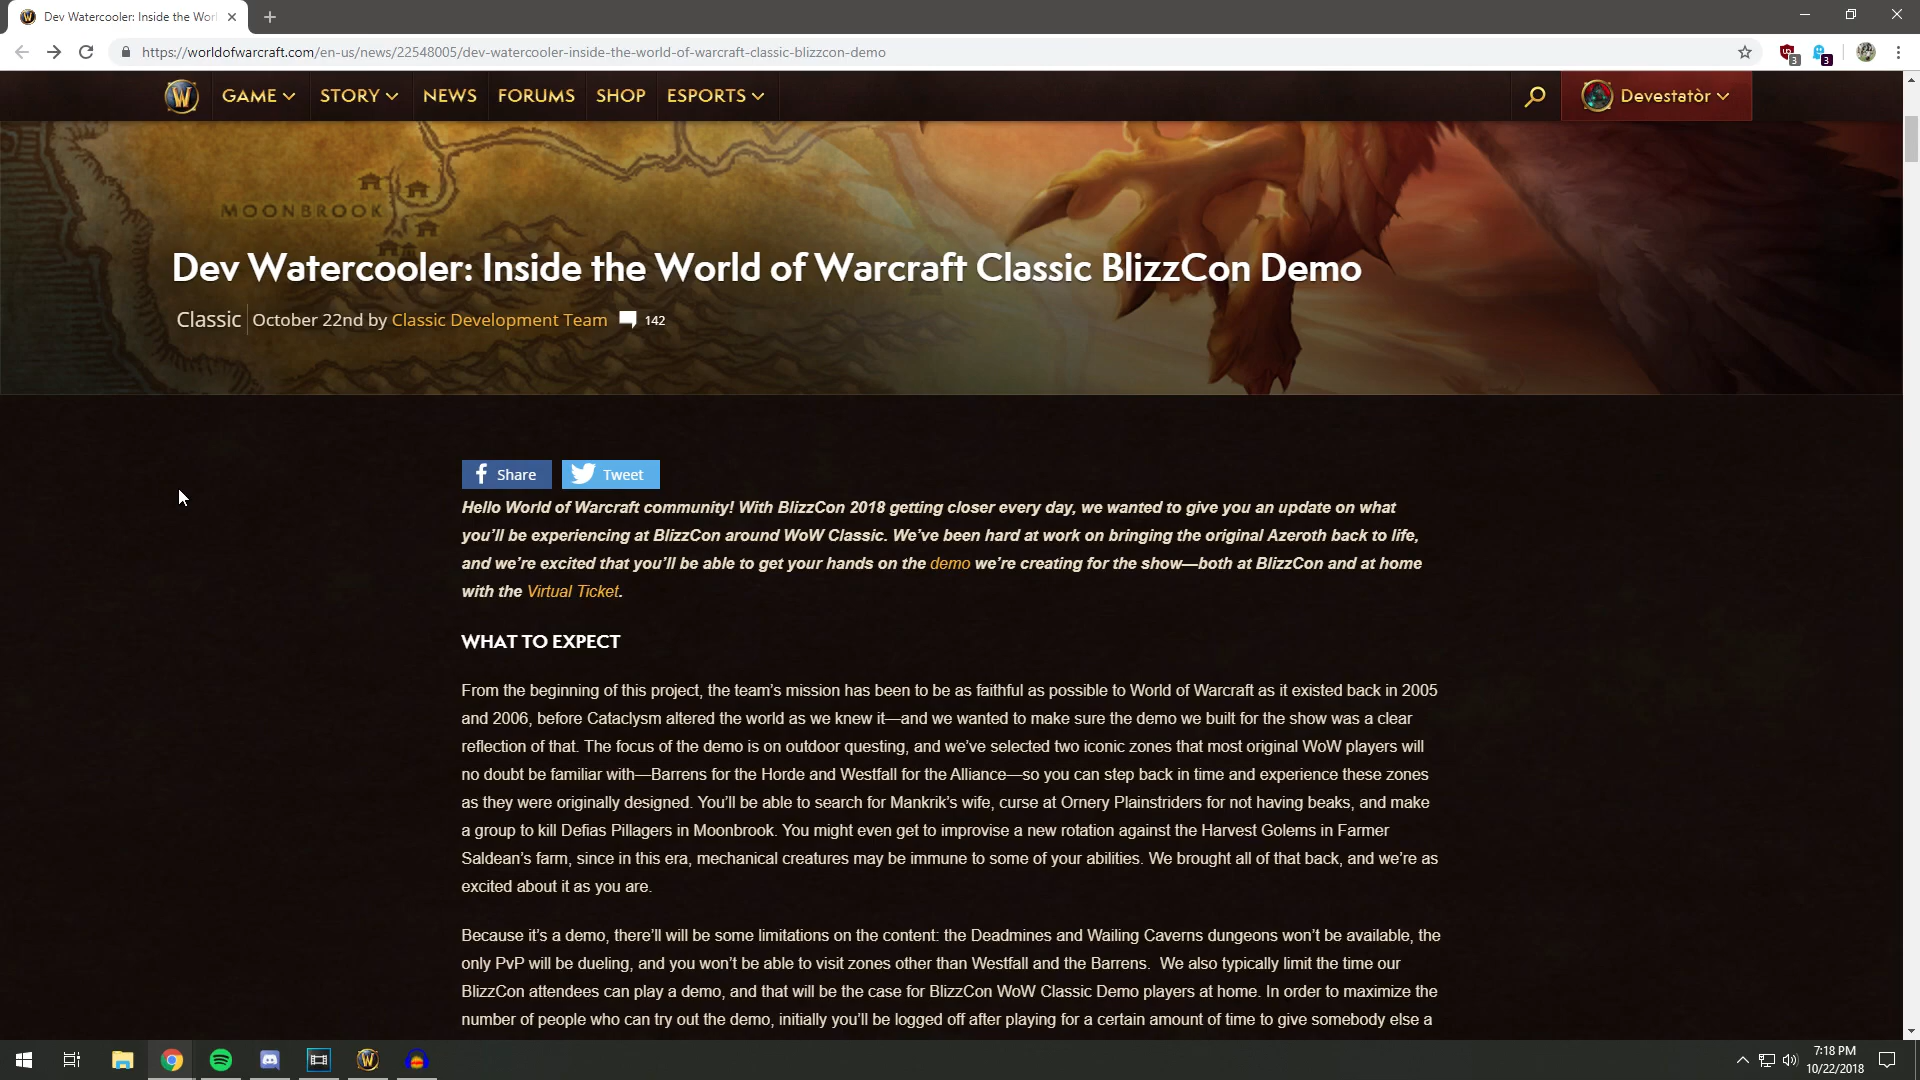 Dev Watercooler: Inside the Worl
https://worldofwarcraft.com/en-us/news/22548005/dev-watercooler-inside-the-world-of-warcraft-classic-blizzcon-demo
3
3
GAME STORY NEWS FORUMS SHOP ESPORTS Devestatòr
MOONBROOK
Dev Watercooler: Inside the World of Warcraft Classic BlizzCon Demo
Classic October 22nd by Classic Development Team 142
Share Tweet
Hello World of Warcraft community! With BlizzCon 2018 getting closer every day, we wanted to give you an update on what
you’ll be experiencing at BlizzCon around WoW Classic. We’ve been hard at work on bringing the original Azeroth back to life,
and we’re excited that you’ll be able to get your hands on the demo we’re creating for the show—both at BlizzCon and at home
with the Virtual Ticket.
WHAT TO EXPECT
From the beginning of this project, the team’s mission has been to be as faithful as possible to World of Warcraft as it existed back in 2005
and 2006, before Cataclysm altered the world as we knew it—and we wanted to make sure the demo we built for the show was a clear
reflection of that. The focus of the demo is on outdoor questing, and we’ve selected two iconic zones that most original WoW players will
no doubt be familiar with—Barrens for the Horde and Westfall for the Alliance—so you can step back in time and experience these zones
as they were originally designed. You’ll be able to search for Mankrik’s wife, curse at Ornery Plainstriders for not having beaks, and make
a group to kill Defias Pillagers in Moonbrook. You might even get to improvise a new rotation against the Harvest Golems in Farmer
Saldean’s farm, since in this era, mechanical creatures may be immune to some of your abilities. We brought all of that back, and we’re as
excited about it as you are.
Because it’s a demo, there’ll will be some limitations on the content: the Deadmines and Wailing Caverns dungeons won’t be available, the
only PvP will be dueling, and you won’t be able to visit zones other than Westfall and the Barrens.  We also typically limit the time our
BlizzCon attendees can play a demo, and that will be the case for BlizzCon WoW Classic Demo players at home. In order to maximize the
number of people who can try out the demo, initially you’ll be logged off after playing for a certain amount of time to give somebody else a
7:18 PM
10/22/2018